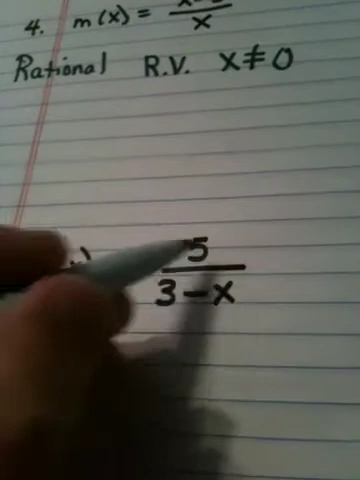 4. m(x) = x
Rational R.V. x≠0
)
5
3-x